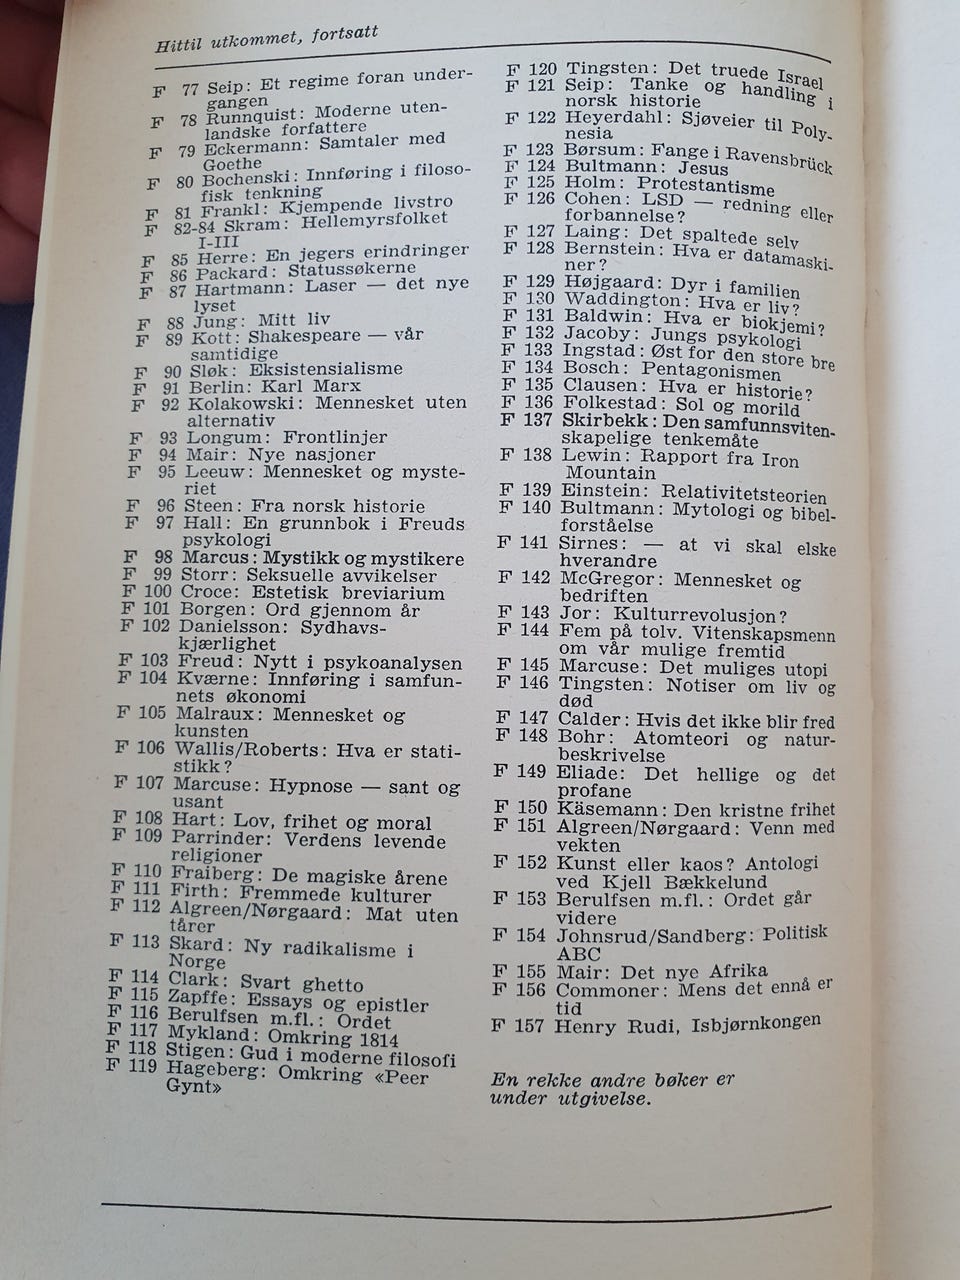 Hittil utkommet, fortsatt
F 77 Seip: Et regime foran under-
gangen
F 78 Runnquist: Moderne uten-
landske forfattere
F 79 Eckermann: Samtaler med
Goethe
F 80 Bochenski: Innføring i filoso-
fisk tenkning
F 81 Frankl: Kjempende livstro
F 82-84 Skram: Hellemyrsfolket
I-III
F 85 Herre: En jegers erindringer
F 86 Packard: Statussøkerne
F 87 Hartmann: Laser — det nye
lyset
F 88 Jung: Mitt liv
F 89 Kott: Shakespeare — vår
samtidige
F 90 Sløk: Eksistensialisme
F 91 Berlin: Karl Marx
F 92 Kolakowski: Mennesket uten
alternativ
F 93 Longum: Frontlinjer
F 94 Mair: Nye nasjoner
F 95 Leeuw: Mennesket og myste-
riet
F 96 Steen: Fra norsk historie
F 97 Hall: En grunnbok i Freuds
psykologi
F 98 Marcus: Mystikk og mystikere
F 99 Storr: Seksuelle avvikelser
F 100 Croce: Estetisk breviarium
F 101 Borgen: Ord gjennom år
F 102 Danielsson: Sydhavs-
kjærlighet
F 103 Freud: Nytt i psykoanalysen
F 104 Kværne: Innføring i samfun-
nets økonomi
F 105 Malraux: Mennesket og
kunsten
F 106 Wallis/Roberts: Hva er stati-
stikk?
F 107 Marcuse: Hypnose — sant og
usant
F 108 Hart: Lov, frihet og moral
F 109 Parrinder: Verdens levende
religioner
F 110 Fraiberg: De magiske årene
F 111 Firth: Fremmede kulturer
F 112 Algreen/Nørgaard: Mat uten
tårer
F 113 Skard: Ny radikalisme i
Norge
F 114 Clark: Svart ghetto
F 115 Zapffe: Essays og epistler
F 116 Berulfsen m.fl.: Ordet
F 117 Mykland: Omkring 1814
F 118 Stigen: Gud i moderne filosofi
F 119 Hageberg: Omkring «Peer
Gynt»
F 120 Tingsten: Det truede Israel
F 121 Seip: Tanke og handling i
norsk historie
F 122 Heyerdahl: Sjøveier til Poly-
nesia
F 123 Børsum: Fange i Ravensbrück
F 124 Bultmann: Jesus
F 125 Holm: Protestantisme
F 126 Cohen: LSD — redning eller
forbannelse?
F 127 Laing: Det spaltede selv
F 128 Bernstein: Hva er datamaski-
ner?
F 129 Højgaard: Dyr i familien
F 130 Waddington: Hva er liv?
F 131 Baldwin: Hva er biokjemi?
F 132 Jacoby: Jungs psykologi
F 133 Ingstad: Øst for den store bre
F 134 Bosch: Pentagonismen
F 135 Clausen: Hva er historie?
F 136 Folkestad: Sol og morild
F 137 Skirbekk: Den samfunnsviten-
skapelige tenkemåte
F 138 Lewin: Rapport fra Iron
Mountain
F 139 Einstein: Relativitetsteorien
F 140 Bultmann: Mytologi og bibel-
forståelse
F 141 Sirnes: — at vi skal elske
hverandre
F 142 McGregor: Mennesket og
bedriften
F 143 Jor: Kulturrevolusjon?
F 144 Fem på tolv. Vitenskapsmenn
om vår mulige fremtid
F 145 Marcuse: Det muliges utopi
F 146 Tingsten: Notiser om liv og
død
F 147 Calder: Hvis det ikke blir fred
F 148 Bohr: Atomteori og natur-
beskrivelse
F 149 Eliade: Det hellige og det
profane
F 150 Käsemann: Den kristne frihet
F 151 Algreen/Nørgaard: Venn med
vekten
F 152 Kunst eller kaos? Antologi
ved Kjell Bækkelund
F 153 Berulfsen m.fl.: Ordet går
videre
F 154 Johnsrud/Sandberg: Politisk
ABC
F 155 Mair: Det nye Afrika
F 156 Commoner: Mens det ennå er
tid
F 157 Henry Rudi, Isbjørnkongen
En rekke andre bøker er
under utgivelse.